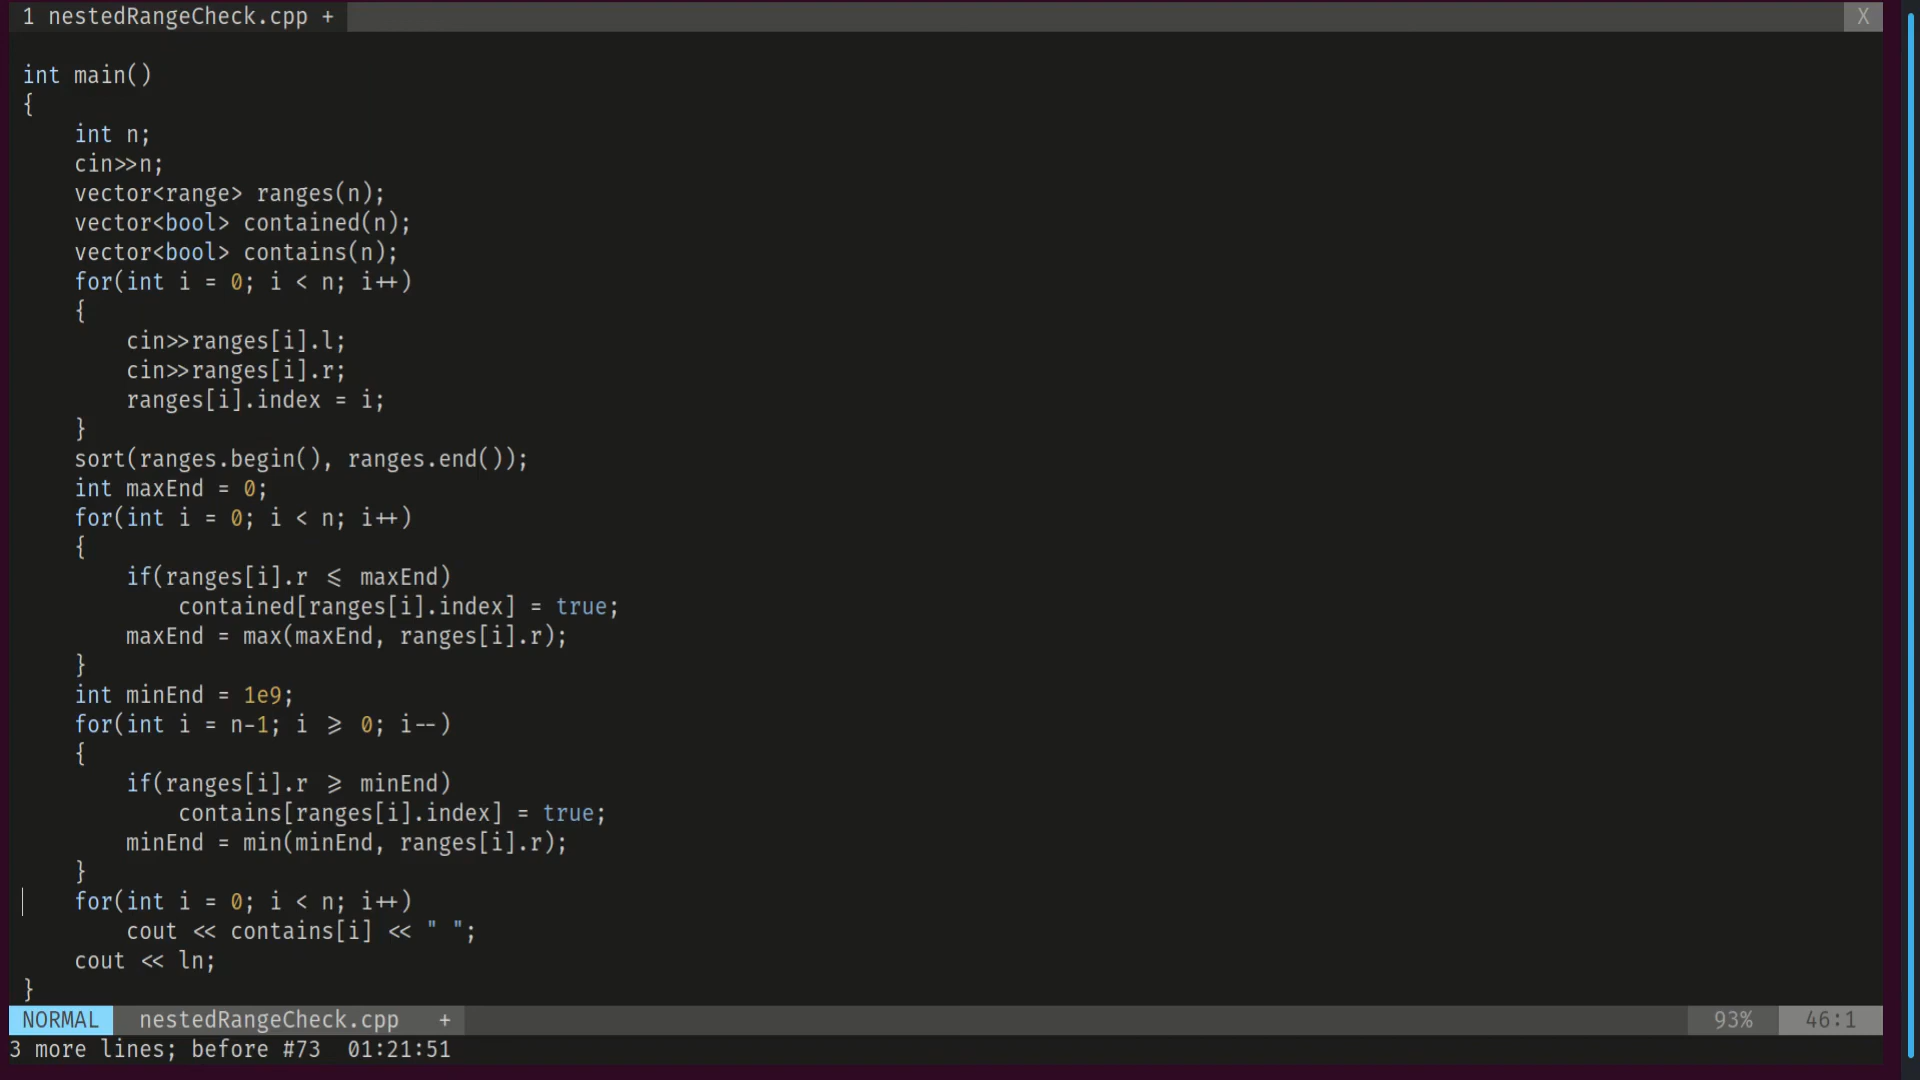 1 nestedRangeCheck.cpp + X
int main()
{
    int n;
    cin>>n;
    vector<range> ranges(n);
    vector<bool> contained(n);
    vector<bool> contains(n);
    for(int i = 0; i < n; i++)
    {
        cin>>ranges[i].l;
        cin>>ranges[i].r;
        ranges[i].index = i;
    }
    sort(ranges.begin(), ranges.end());
    int maxEnd = 0;
    for(int i = 0; i < n; i++)
    {
        if(ranges[i].r <= maxEnd)
            contained[ranges[i].index] = true;
        maxEnd = max(maxEnd, ranges[i].r);
    }
    int minEnd = 1e9;
    for(int i = n-1; i >= 0; i--)
    {
        if(ranges[i].r >= minEnd)
            contains[ranges[i].index] = true;
        minEnd = min(minEnd, ranges[i].r);
    }
    for(int i = 0; i < n; i++)
        cout << contains[i] << " ";
    cout << ln;
}
NORMAL nestedRangeCheck.cpp + 93% 46:1
3 more lines; before #73 01:21:51